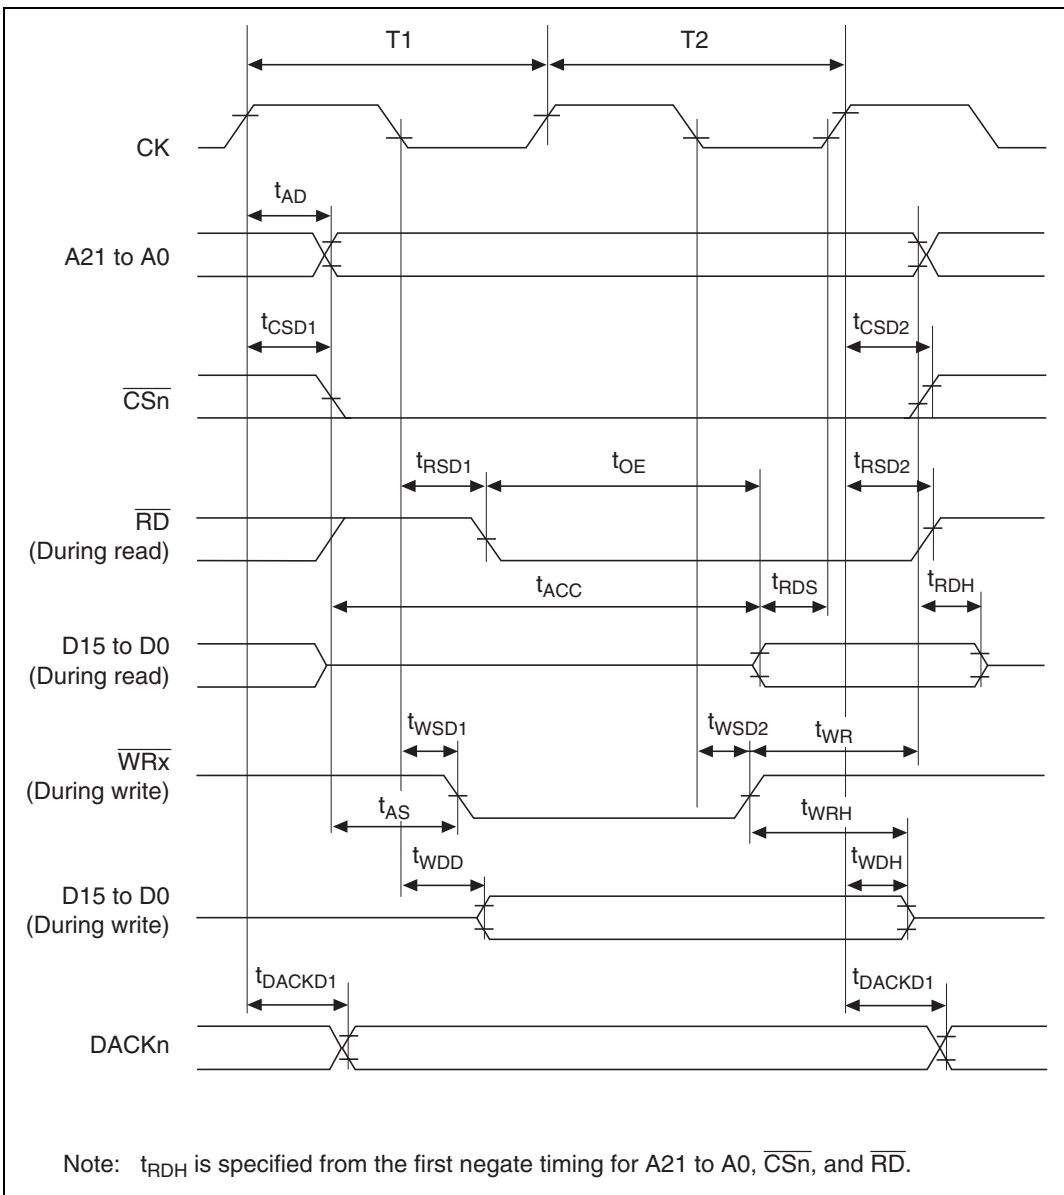 T1 T2
CK
tAD
A21 to A0
tCSD1 tCSD2
CSn
tRSD1 tOE tRSD2
RD
(During read)
tACC tRDS tRDH
D15 to D0
(During read)
tWSD1 tWSD2 tWR
WRx
(During write)
tAS tWRH
tWDD tWDH
D15 to D0
(During write)
tDACKD1 tDACKD1
DACKn
Note: tRDH is specified from the first negate timing for A21 to A0, CSn, and RD.